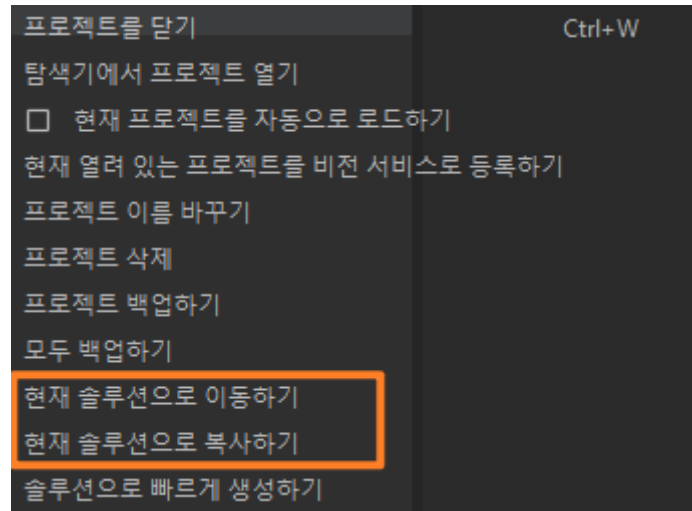 프로젝트를 닫기 Ctrl+W
탐색기에서 프로젝트 열기
현재 프로젝트를 자동으로 로드하기
현재 열려 있는 프로젝트를 비전 서비스로 등록하기
프로젝트 이름 바꾸기
프로젝트 삭제
프로젝트 백업하기
모두 백업하기
현재 솔루션으로 이동하기
현재 솔루션으로 복사하기
솔루션으로 빠르게 생성하기